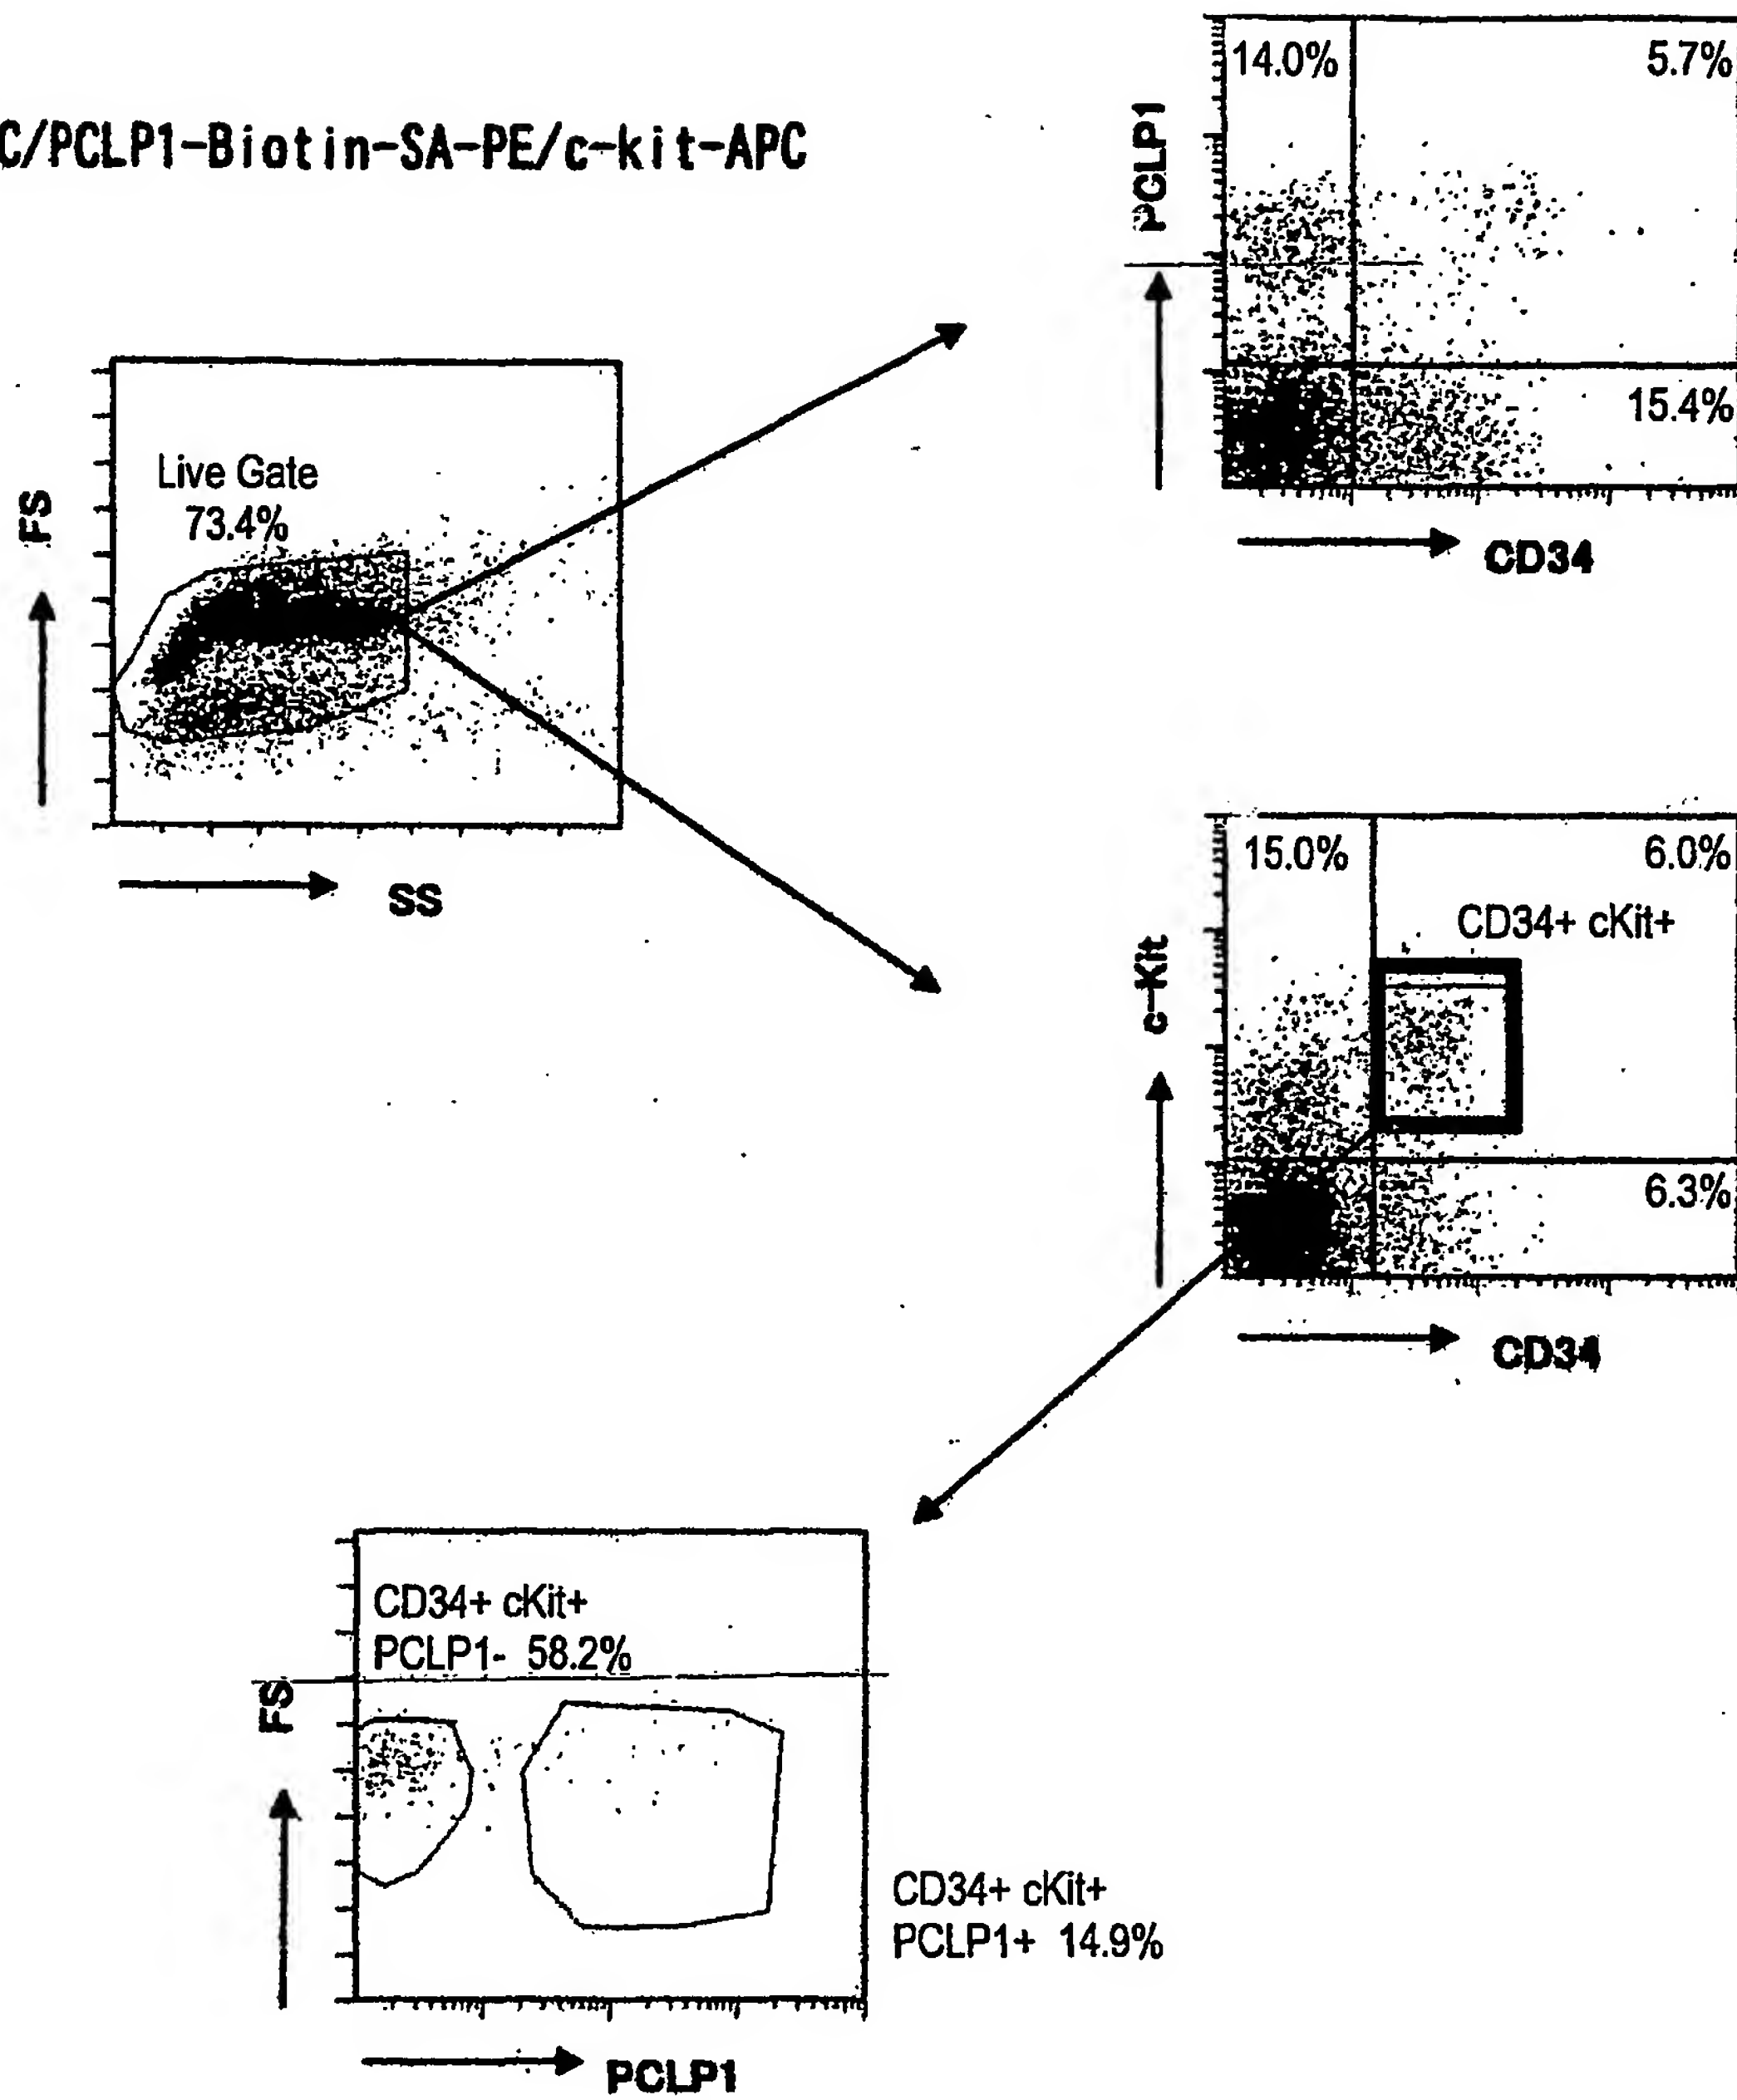 C/PCLP1-Biotin-SA-PE/c-kit-APC
14.0%
5.7%
PCLP1
15.4%
CD34
Live Gate
73.4%
FS
SS
15.0%
6.0%
CD34+ cKit+
c-Kit
6.3%
CD34
CD34+ cKit+
PCLP1- 58.2%
FS
CD34+ cKit+
PCLP1+ 14.9%
PCLP1